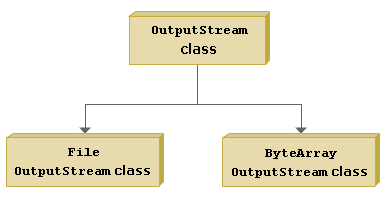 OutputStream
class
File
OutputStream class
ByteArray
OutputStream class